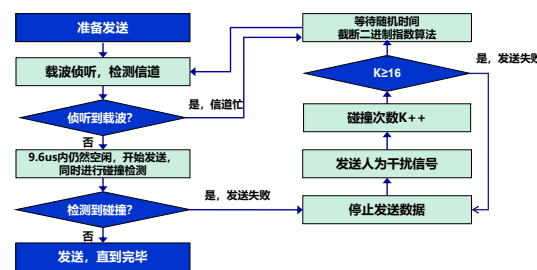 准备发送
载波侦听，检测信道
侦听到载波？
是，信道忙
否
9.6us内仍然空闲，开始发送，
同时进行碰撞检测
检测到碰撞？
是，发送失败
否
发送，直到完毕
等待随机时间
截断二进制指数算法
是，发送失败
K≥16
碰撞次数K++
发送人为干扰信号
停止发送数据